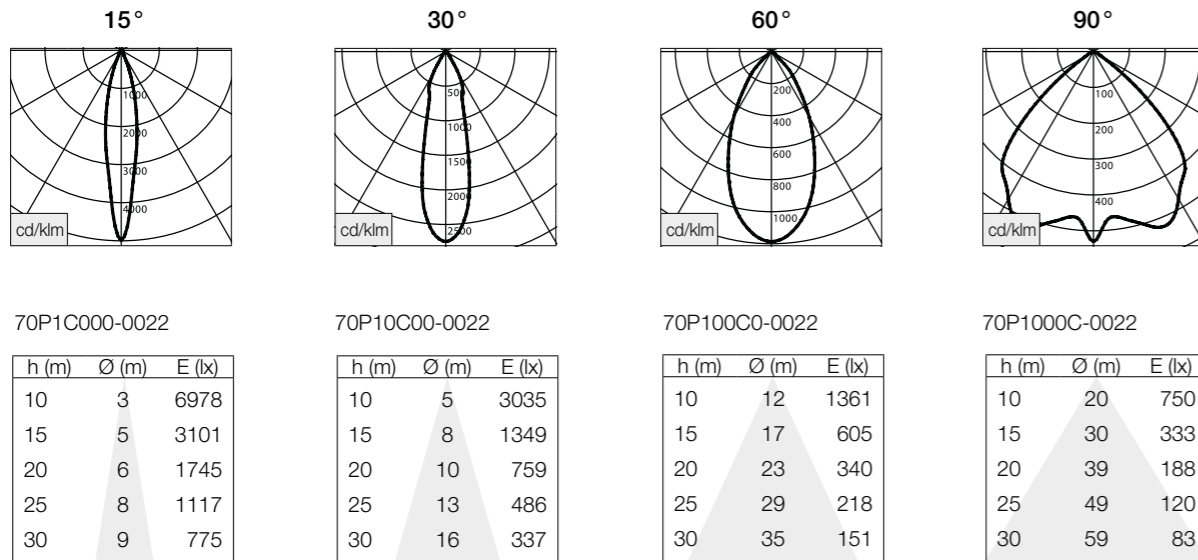 15°
1000
2000
3000
4000
cd/klm
70P1C000-0022
h (m) Ø (m) E (lx)
10 3 6978
15 5 3101
20 6 1745
25 8 1117
30 9 775
30°
500
1000
1500
2000
2500
cd/klm
70P10C00-0022
h (m) Ø (m) E (lx)
10 5 3035
15 8 1349
20 10 759
25 13 486
30 16 337
60°
200
400
600
800
1000
cd/klm
70P100C0-0022
h (m) Ø (m) E (lx)
10 12 1361
15 17 605
20 23 340
25 29 218
30 35 151
90°
100
200
300
400
cd/klm
70P1000C-0022
h (m) Ø (m) E (lx)
10 20 750
15 30 333
20 39 188
25 49 120
30 59 83